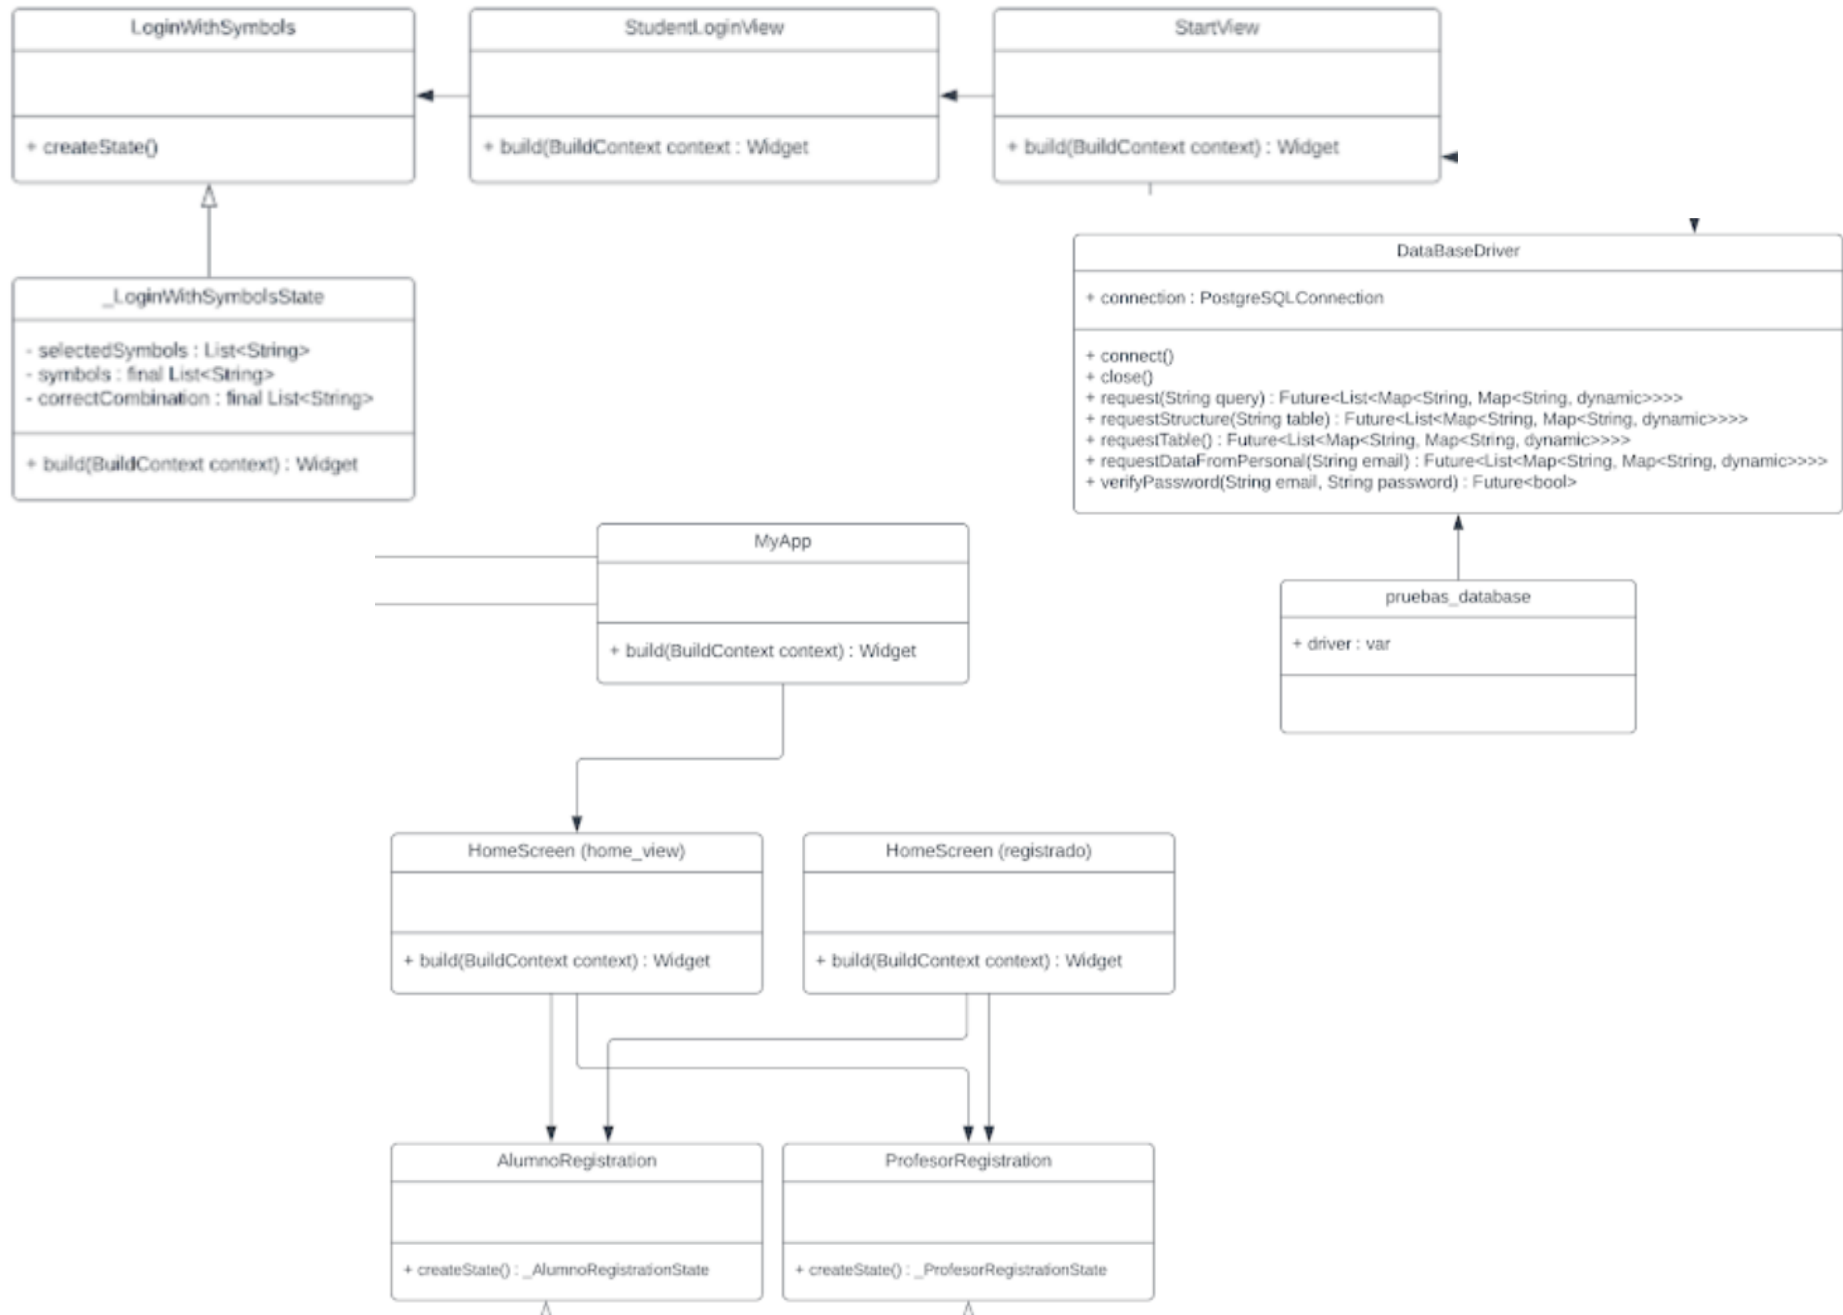 LoginWithSymbols
+ createState()
StudentLoginView
+ build(BuildContext context : Widget
StartView
+ build(BuildContext context) : Widget
_LoginWithSymbolsState
- selectedSymbols : List<String>
- symbols : final List<String>
- correctCombination : final List<String>
+ build(BuildContext context) : Widget
DataBaseDriver
+ connection : PostgreSQLConnection
+ connect()
+ close()
+ request(String query) : Future<List<Map<String, Map<String, dynamic>>>>
+ requestStructure(String table) : Future<List<Map<String, Map<String, dynamic>>>>
+ requestTable() : Future<List<Map<String, Map<String, dynamic>>>>
+ requestDataFromPersonal(String email) : Future<List<Map<String, Map<String, dynamic>>>>
+ verifyPassword(String email, String password) : Future<bool>
pruebas_database
+ driver : var
MyApp
+ build(BuildContext context) : Widget
HomeScreen (home_view)
+ build(BuildContext context) : Widget
HomeScreen (registrado)
+ build(BuildContext context) : Widget
AlumnoRegistration
+ createState() : _AlumnoRegistrationState
ProfesorRegistration
+ createState() : _ProfesorRegistrationState